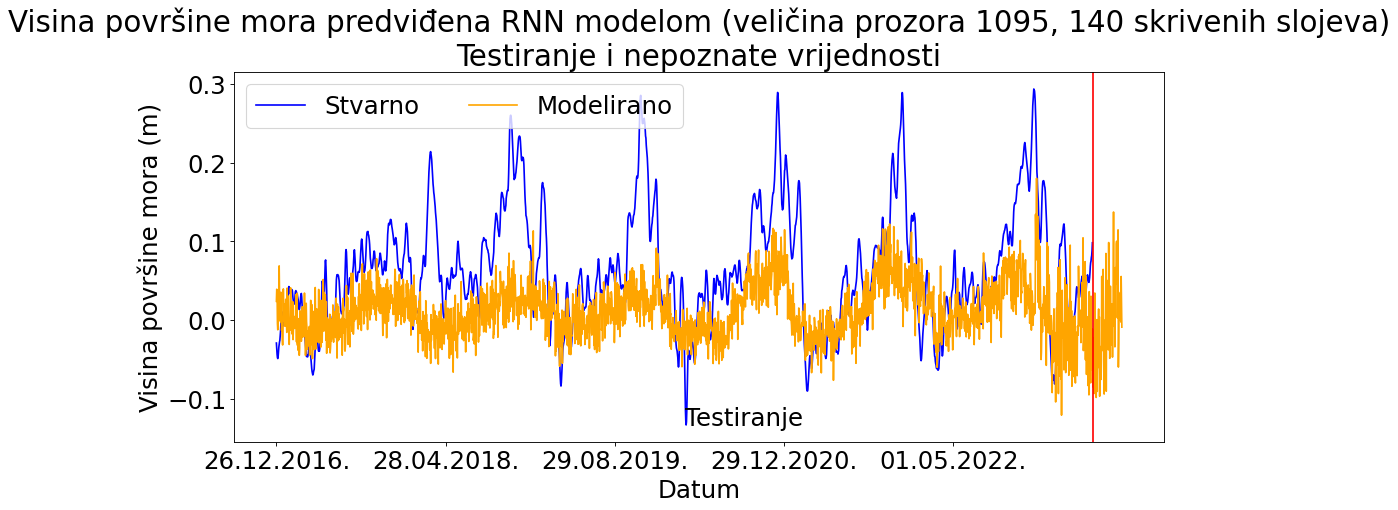 Visina površine mora predviđena RNN modelom (veličina prozora 1095, 140 skrivenih slojeva)
Testiranje i nepoznate vrijednosti
Stvarno
Modelirano
Visina površine mora (m)
0.3
0.2
0.1
0.0
−0.1
Testiranje
26.12.2016.
28.04.2018.
29.08.2019.
29.12.2020.
01.05.2022.
Datum